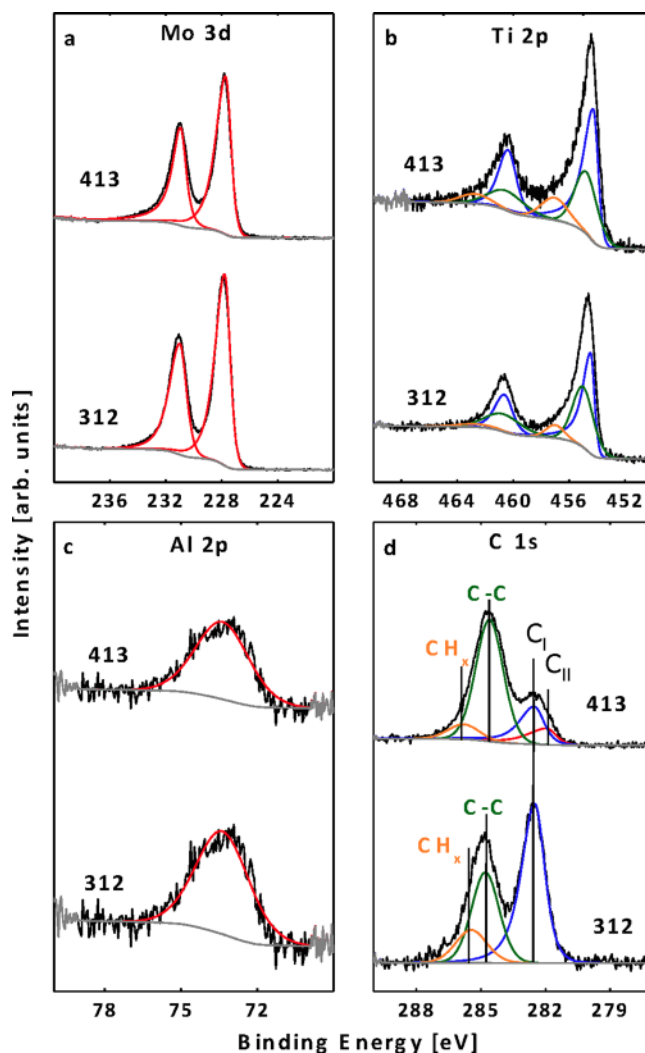 a Mo 3d
413
312
236 232 228 224
b Ti 2p
413
312
468 464 460 456 452
Intensity [arb. units]
c Al 2p
413
312
78 75 72
d C 1s
C-C
CHx
CI
CII
413
C-C
CHx
312
288 285 282 279
Binding Energy [eV]